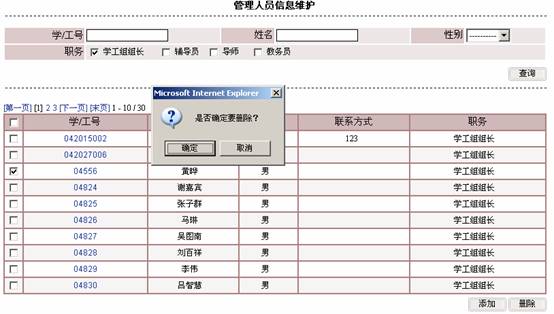 管理人员信息维护
学/工号 姓名 性别 ----------
职务 学工组组长 辅导员 导师 教务员
查询
[第一页] [1] 2 3 [下一页] [末页] 1 - 10 / 30
Microsoft Internet Explorer
是否确定要删除?
确定 取消
学/工号 联系方式 职务
042015002 123 学工组组长
042027006 学工组组长
04556 黄晔 男 学工组组长
04824 谢嘉宾 男 学工组组长
04825 张子群 男 学工组组长
04826 马琳 男 学工组组长
04827 吴图南 男 学工组组长
04828 刘百祥 男 学工组组长
04829 李伟 男 学工组组长
04830 吕智慧 男 学工组组长
添加 删除